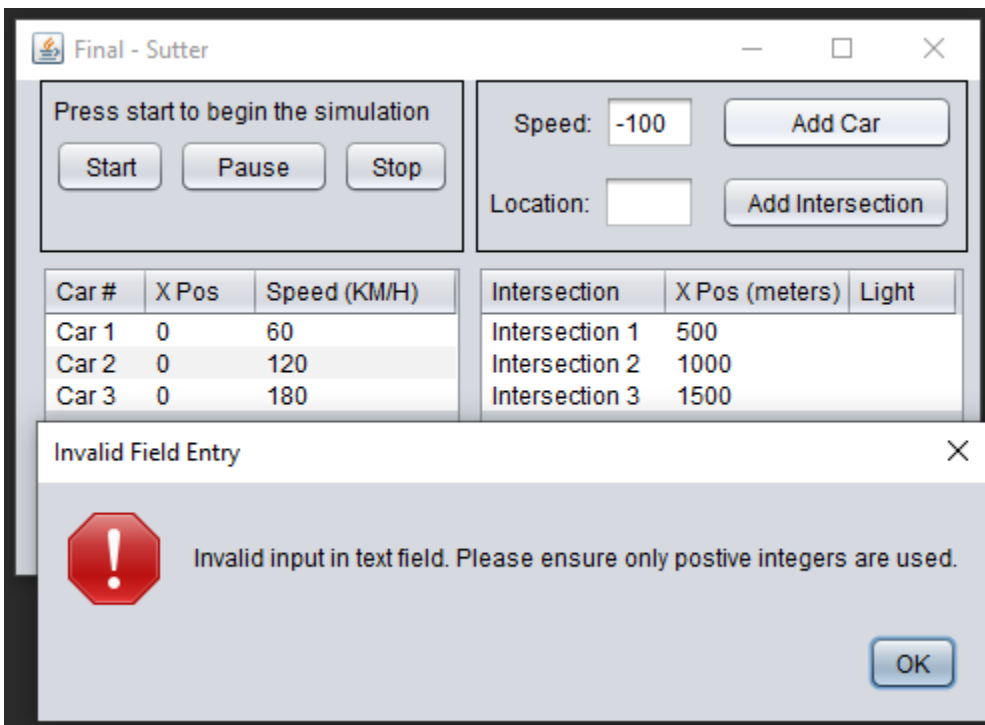 Final - Sutter
Press start to begin the simulation
Start Pause Stop
Speed: -100 Add Car
Location: Add Intersection
Car # X Pos Speed (KM/H)
Car 1 0 60
Car 2 0 120
Car 3 0 180
Intersection X Pos (meters) Light
Intersection 1 500
Intersection 2 1000
Intersection 3 1500
Invalid Field Entry
Invalid input in text field. Please ensure only postive integers are used.
OK